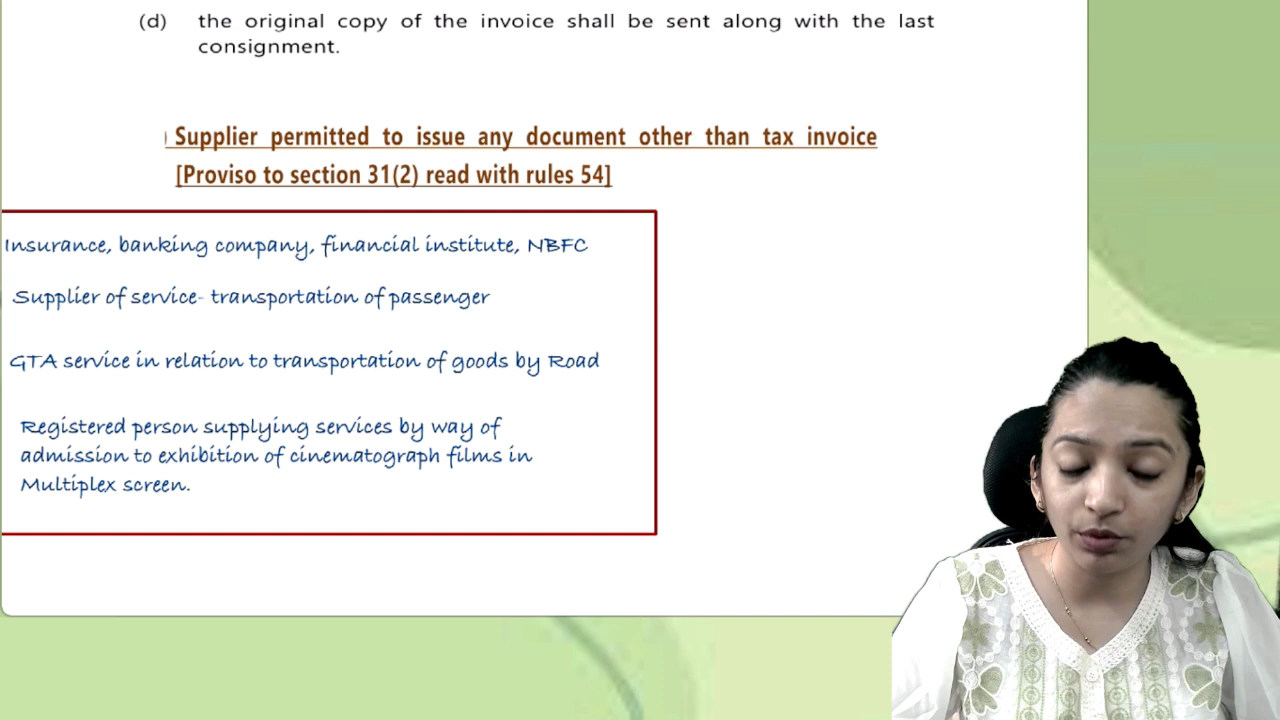 (d) the original copy of the invoice shall be sent along with the last
consignment.
Supplier permitted to issue any document other than tax invoice
[Proviso to section 31(2) read with rules 54]
Insurance, banking company, financial institute, NBFC
Supplier of service- transportation of passenger
GTA service in relation to transportation of goods by Road
Registered person supplying services by way of
admission to exhibition of cinematograph films in
Multiplex screen.